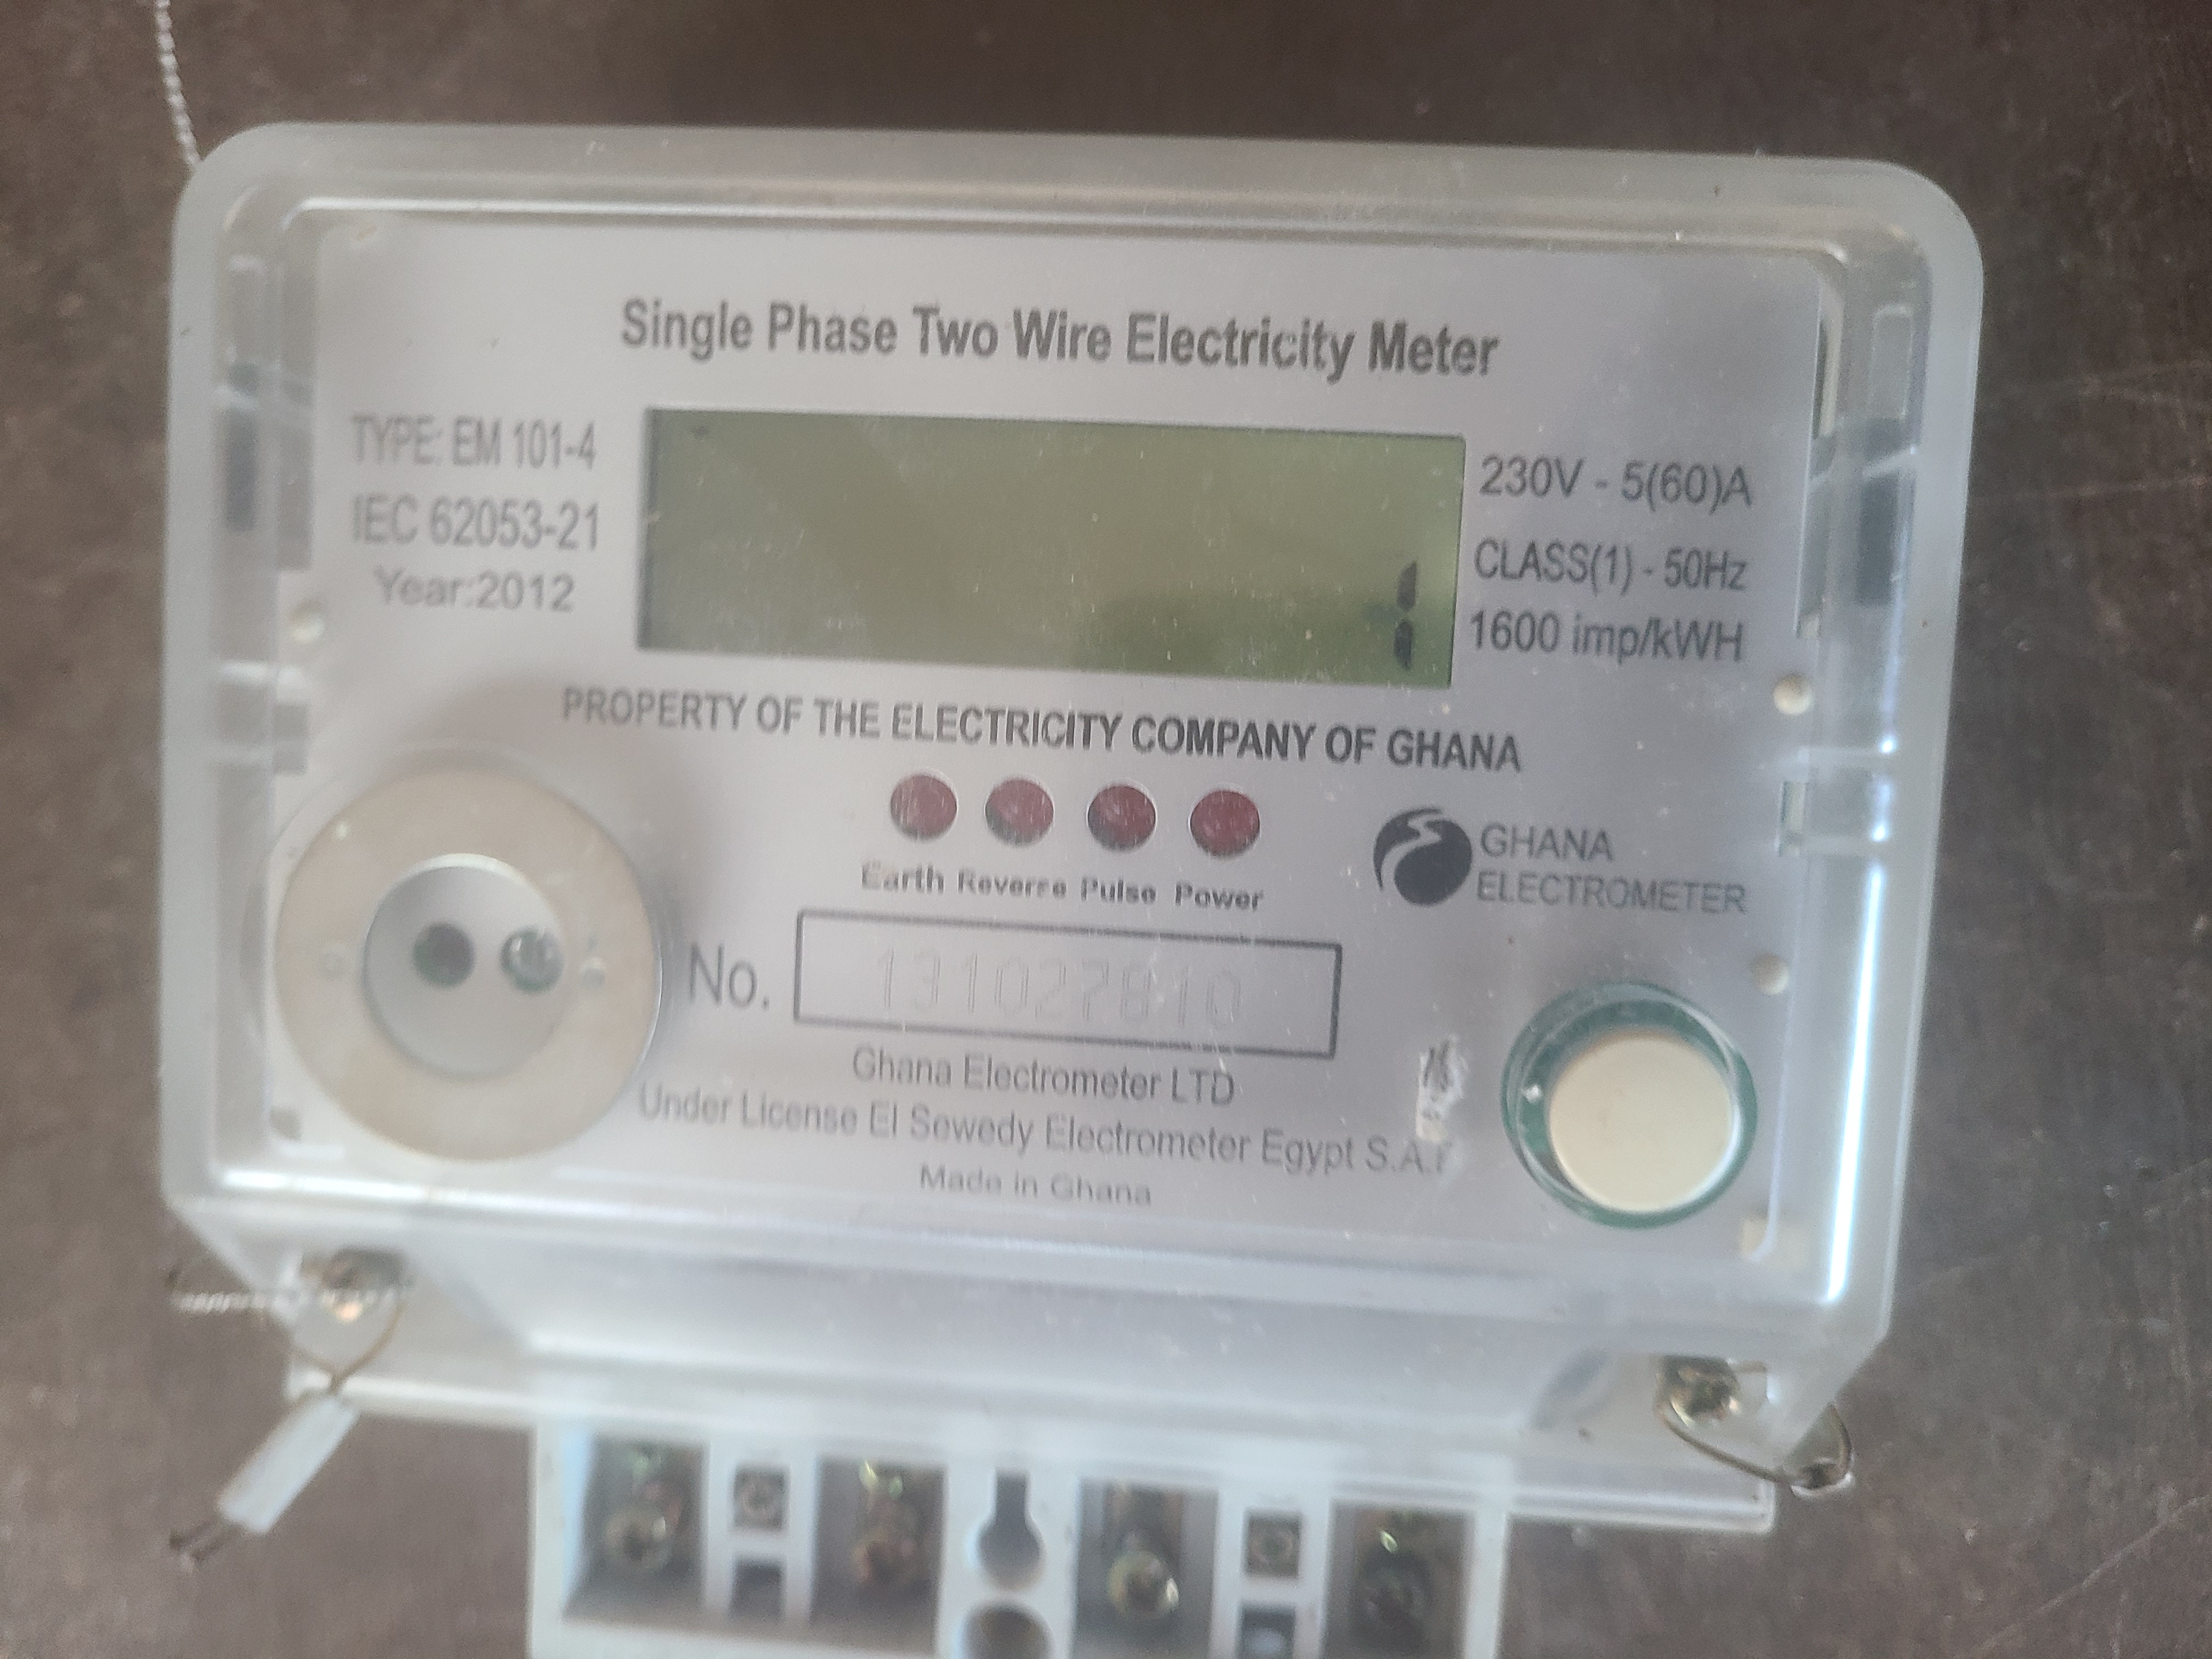 Single Phase Two Wire Electricity Meter
TYPE: EM 101-4
IEC 62053-21
Year:2012
230V - 5(60)A
CLASS(1) - 50Hz
1600 imp/kWH
1
PROPERTY OF THE ELECTRICITY COMPANY OF GHANA
Earth Reverse Pulse Power
GHANA
ELECTROMETER
No. 131027810
Ghana Electrometer LTD
Under License El Sewedy Electrometer Egypt S.A.E
Made in Ghana